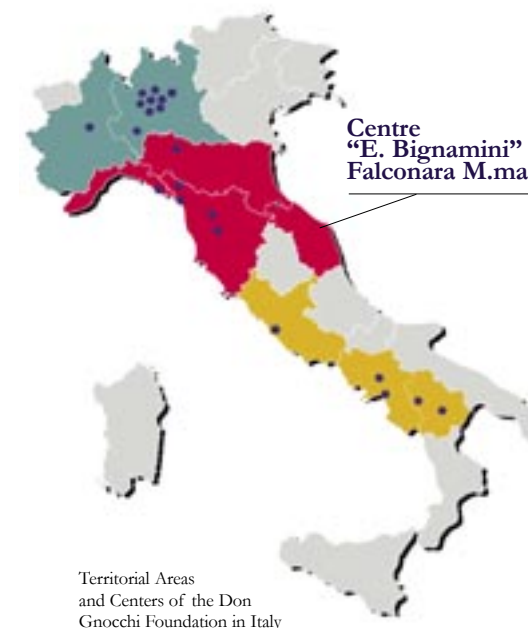 Centre
“E. Bignamini”
Falconara M.ma
Territorial Areas
and Centers of the Don
Gnocchi Foundation in Italy